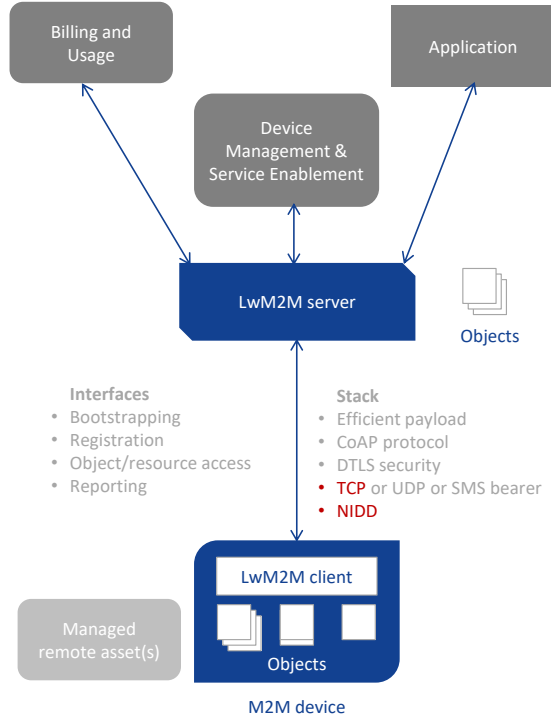 Billing and
Usage
Application
Device
Management &
Service Enablement
LwM2M server
Objects
Interfaces
• Bootstrapping
• Registration
• Object/resource access
• Reporting
Stack
• Efficient payload
• CoAP protocol
• DTLS security
• TCP or UDP or SMS bearer
• NIDD
LwM2M client
Objects
Managed
remote asset(s)
M2M device